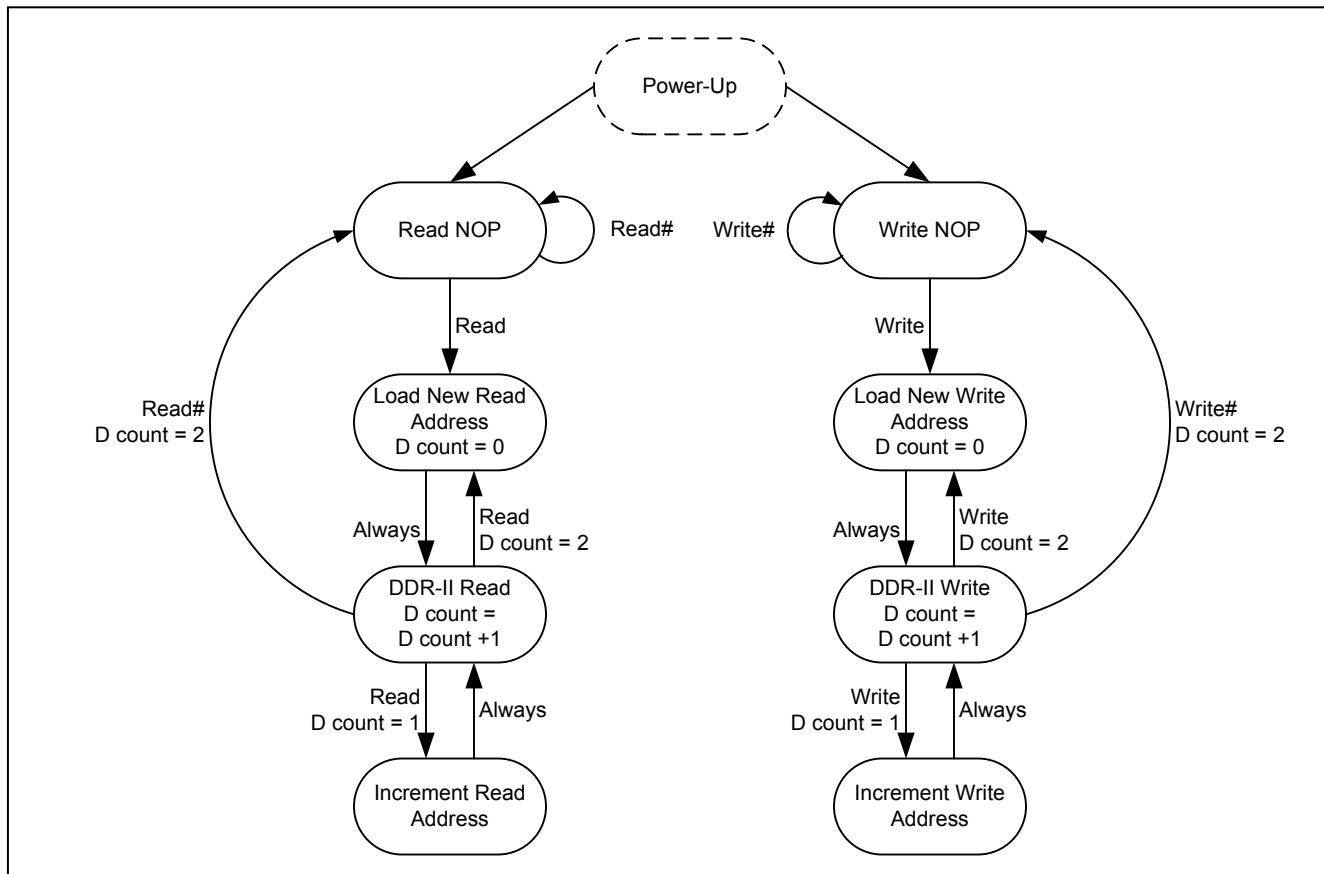 Power-Up
Read NOP
Read#
Write#
Write NOP
Read
Write
Load New Read
Address
D count = 0
Load New Write
Address
D count = 0
Read#
D count = 2
Write#
D count = 2
Always
Read
D count = 2
Always
Write
D count = 2
DDR-II Read
D count =
D count +1
DDR-II Write
D count =
D count +1
Read
D count = 1
Always
Write
D count = 1
Always
Increment Read
Address
Increment Write
Address